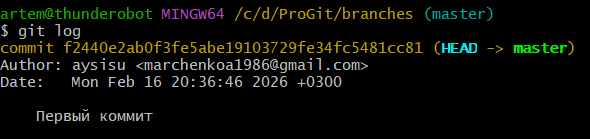 artem@thunderobot MINGW64 /c/d/ProGit/branches (master)
$ git log
commit f2440e2ab0f3fe5abe19103729fe34fc5481cc81 (HEAD -> master)
Author: aysisu <marchenkoa1986@gmail.com>
Date:   Mon Feb 16 20:36:46 2026 +0300
    Первый коммит